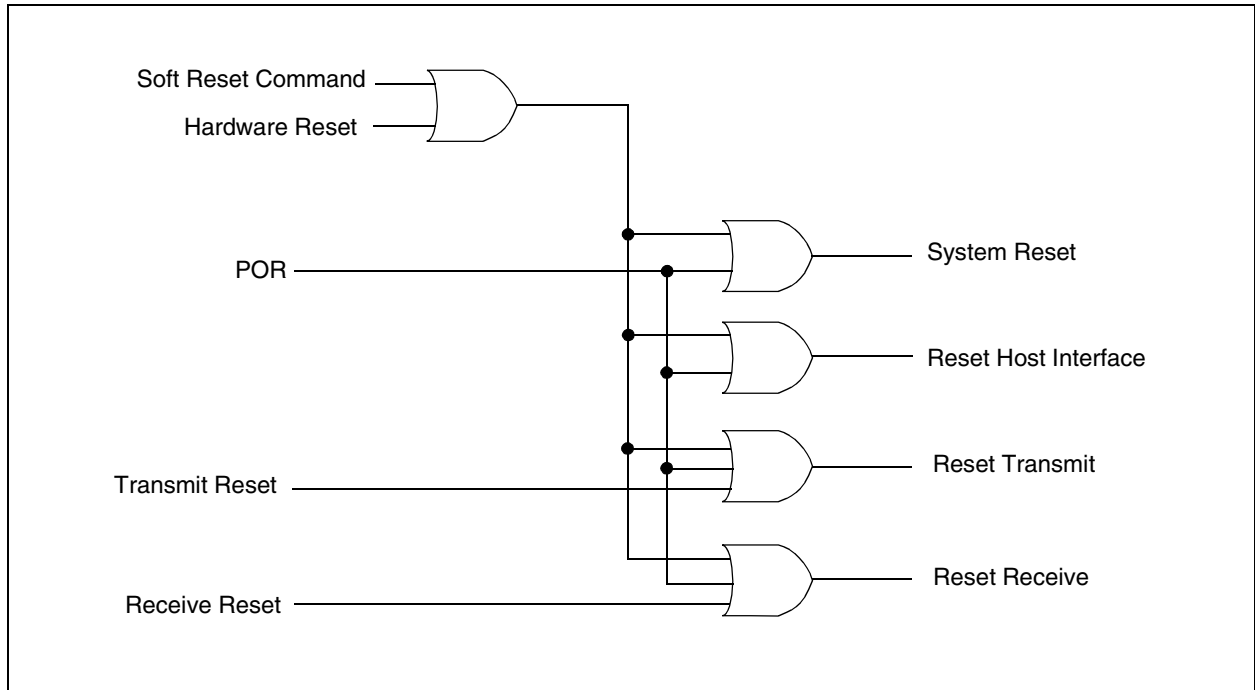 Soft Reset Command
Hardware Reset
System Reset
POR
Reset Host Interface
Reset Transmit
Transmit Reset
Reset Receive
Receive Reset